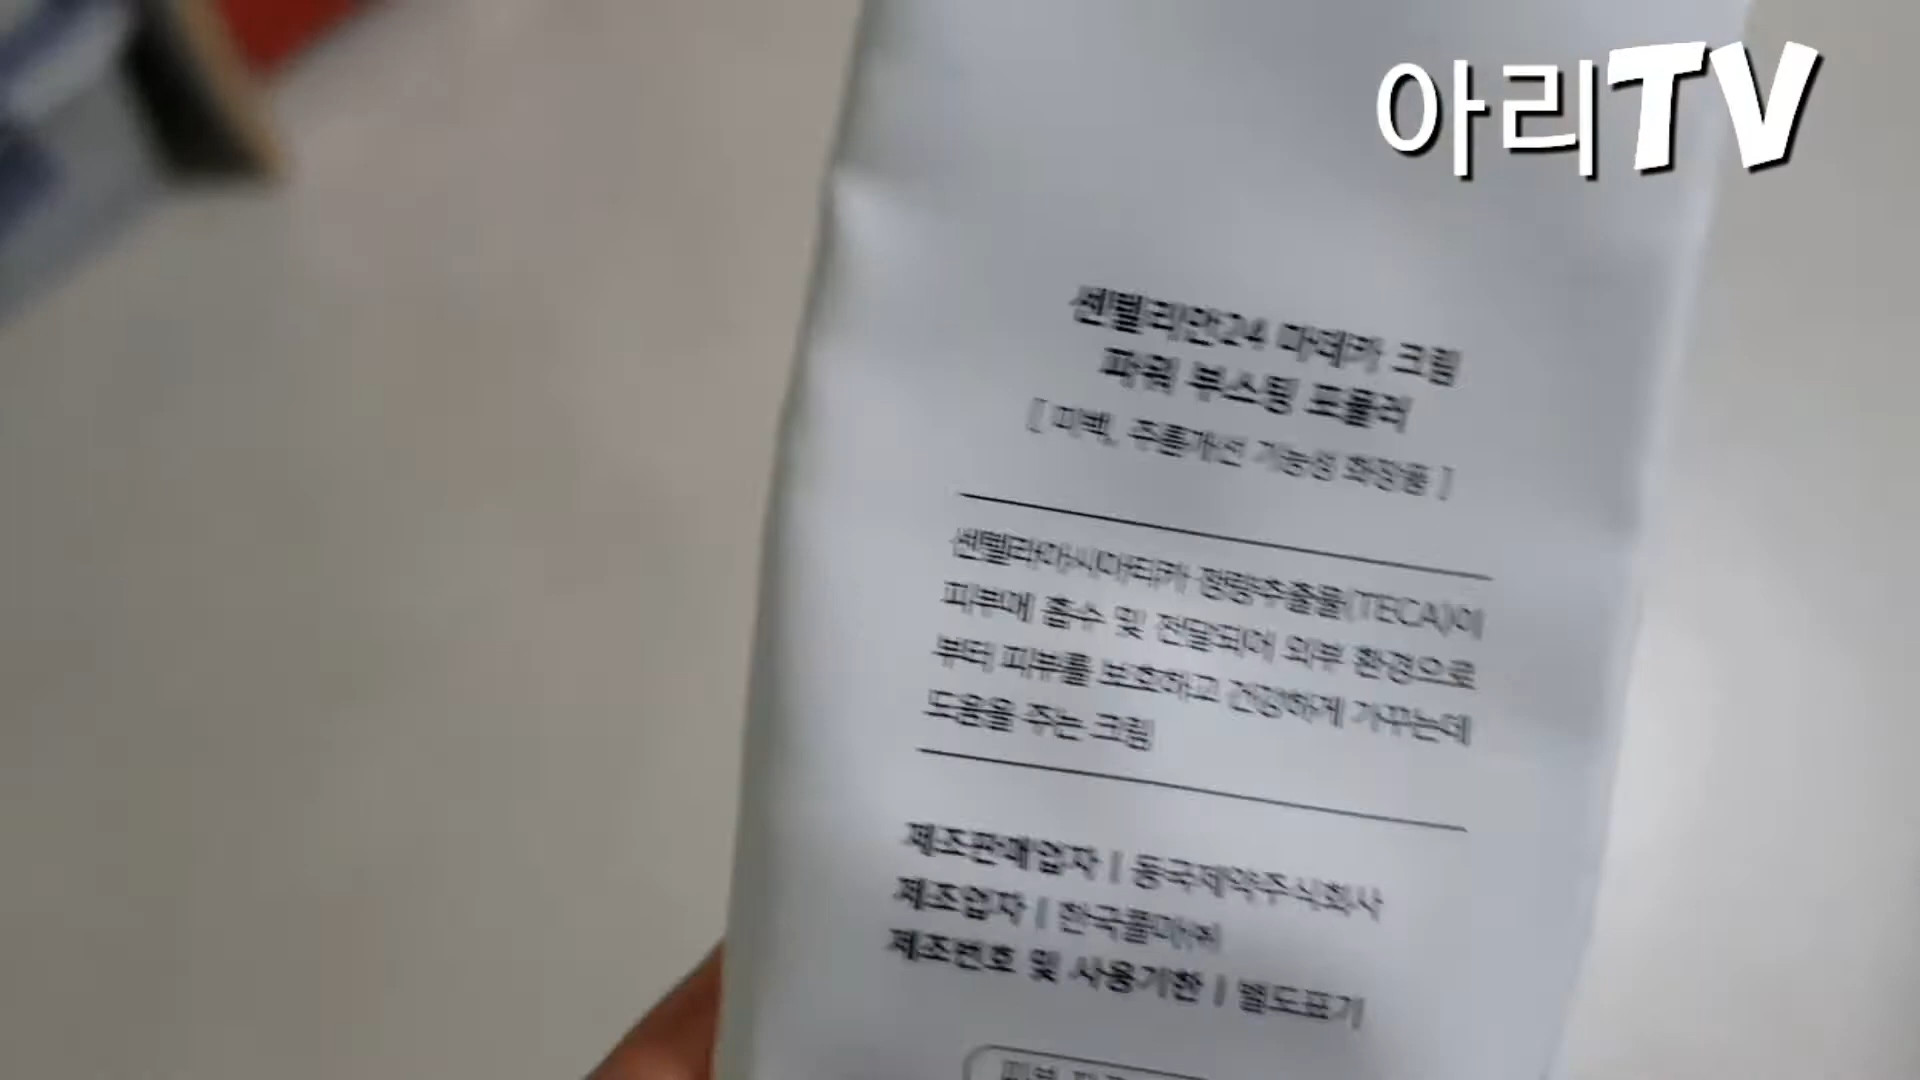 아리TV
센텔리안24 마데카 크림
파워 부스팅 포뮬러
[ 미백, 주름개선 기능성 화장품 ]
센텔라아시아티카 정량추출물(TECA)이
피부에 흡수 및 전달되어 외부 환경으로
부터 피부를 보호하고 건강하게 가꾸는데
도움을 주는 크림
제조판매업자 | 동국제약주식회사
제조업자 | 한국콜마㈜
제조번호 및 사용기한 | 별도표기